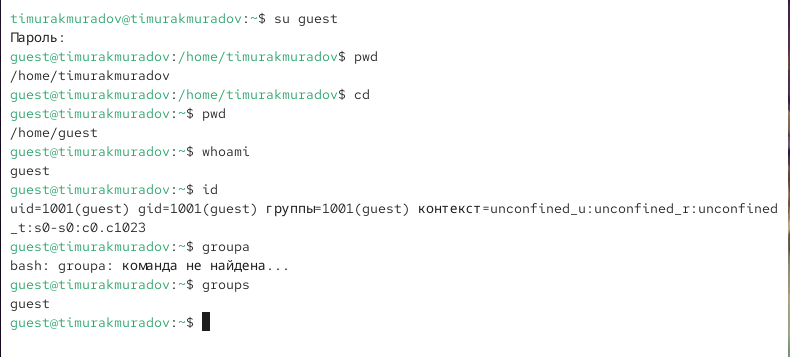 timurakmuradov@timurakmuradov:~$ su guest
Пароль:
guest@timurakmuradov:/home/timurakmuradov$ pwd
/home/timurakmuradov
guest@timurakmuradov:/home/timurakmuradov$ cd
guest@timurakmuradov:~$ pwd
/home/guest
guest@timurakmuradov:~$ whoami
guest
guest@timurakmuradov:~$ id
uid=1001(guest) gid=1001(guest) группы=1001(guest) контекст=unconfined_u:unconfined_r:unconfined
_t:s0-s0:c0.c1023
guest@timurakmuradov:~$ groupa
bash: groupa: команда не найдена...
guest@timurakmuradov:~$ groups
guest
guest@timurakmuradov:~$